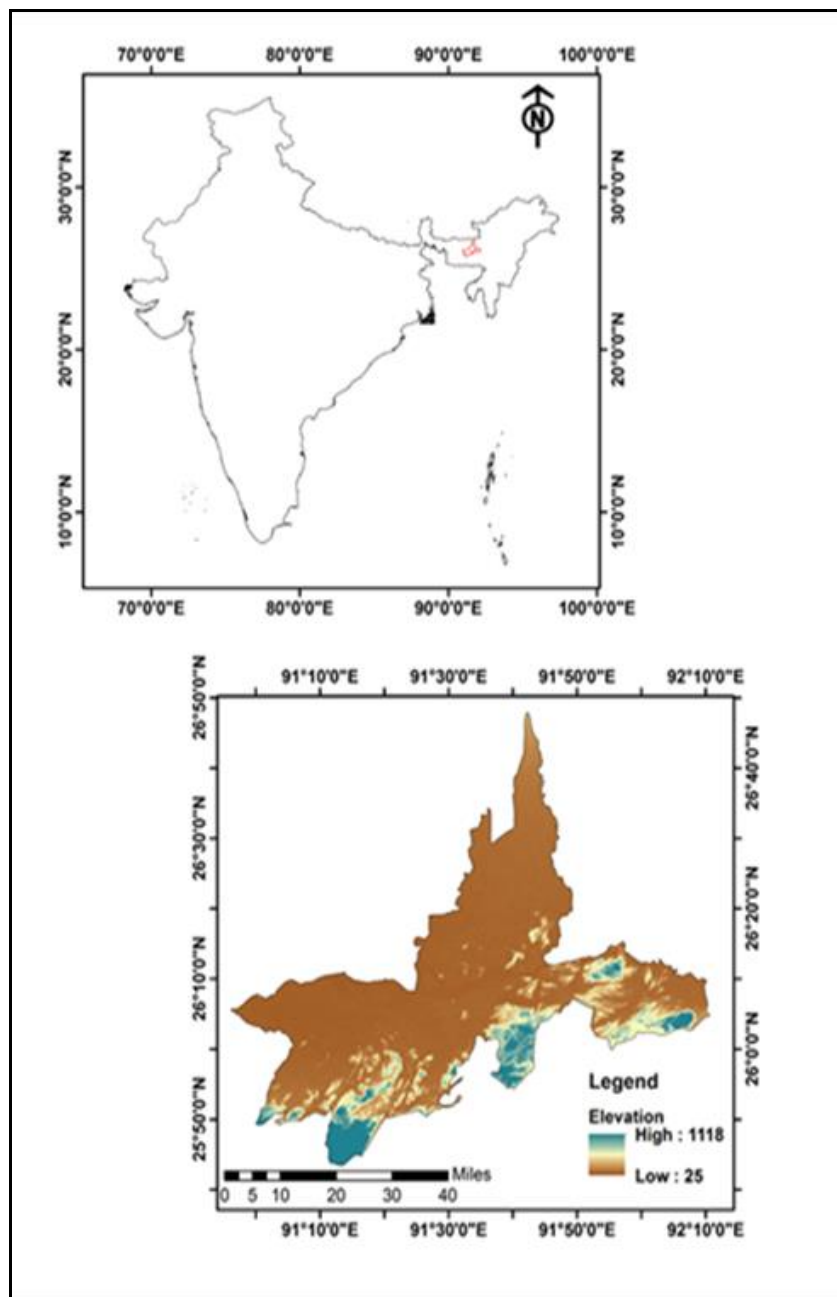 70°0'0"E 80°0'0"E 90°0'0"E 100°0'0"E
N
30°0'0"N 30°0'0"N
20°0'0"N 20°0'0"N
10°0'0"N 10°0'0"N
70°0'0"E 80°0'0"E 90°0'0"E 100°0'0"E
91°10'0"E 91°30'0"E 91°50'0"E 92°10'0"E
26°50'0"N
26°40'0"N
26°30'0"N
26°20'0"N
26°10'0"N
26°0'0"N
25°50'0"N
Legend
Elevation
High : 1118
Low : 25
Miles
0 5 10 20 30 40
91°10'0"E 91°30'0"E 91°50'0"E 92°10'0"E